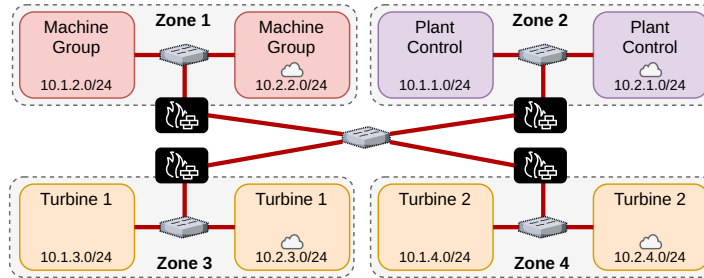 Zone 1
Machine
Group
10.1.2.0/24
Machine
Group
10.2.2.0/24
Zone 2
Plant
Control
10.1.1.0/24
Plant
Control
10.2.1.0/24
Turbine 1
10.1.3.0/24
Turbine 1
10.2.3.0/24
Zone 3
Turbine 2
10.1.4.0/24
Turbine 2
10.2.4.0/24
Zone 4